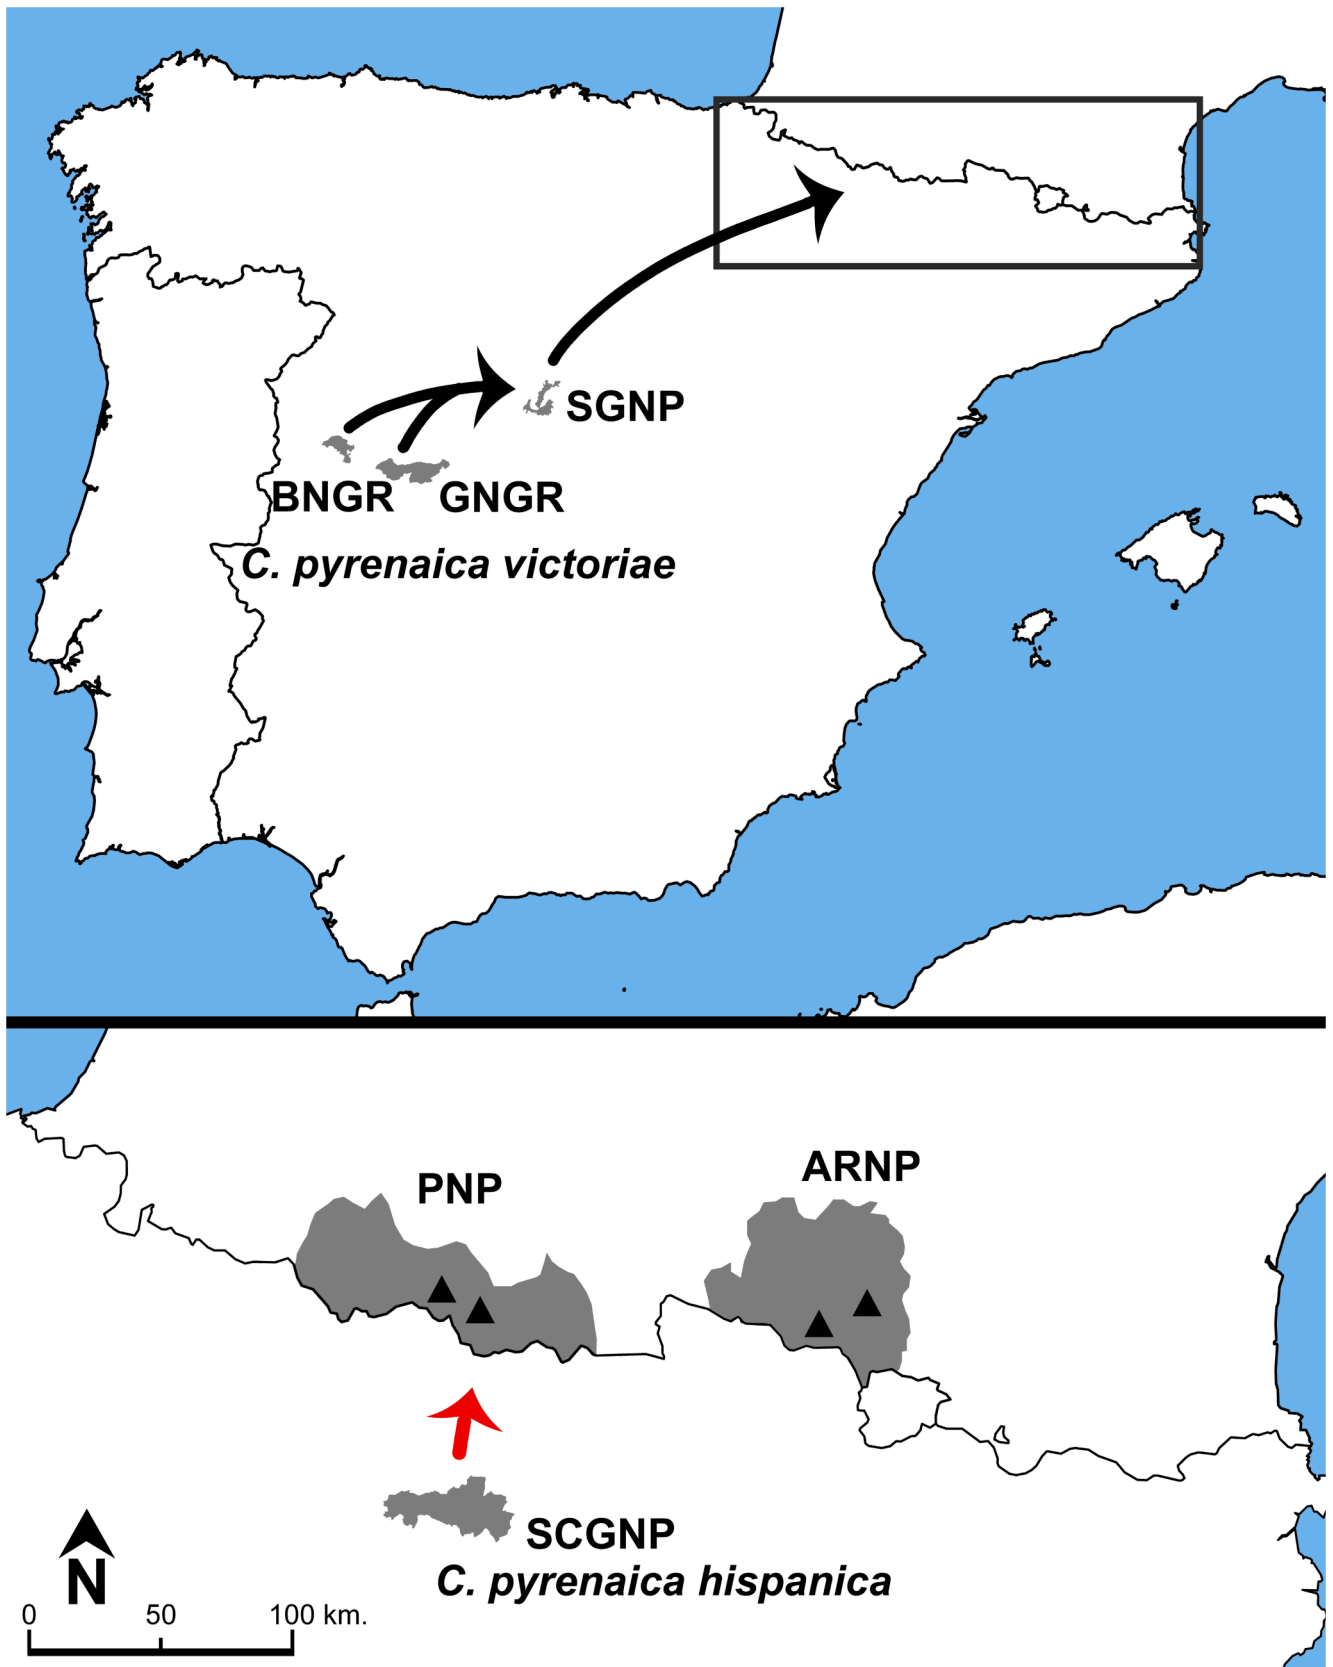 SGNP
BNGR
GNGR
C. pyrenaica victoriae
ARNP
PNP
SCGNP
C. pyrenaica hispanica
N
0 50 100 km.